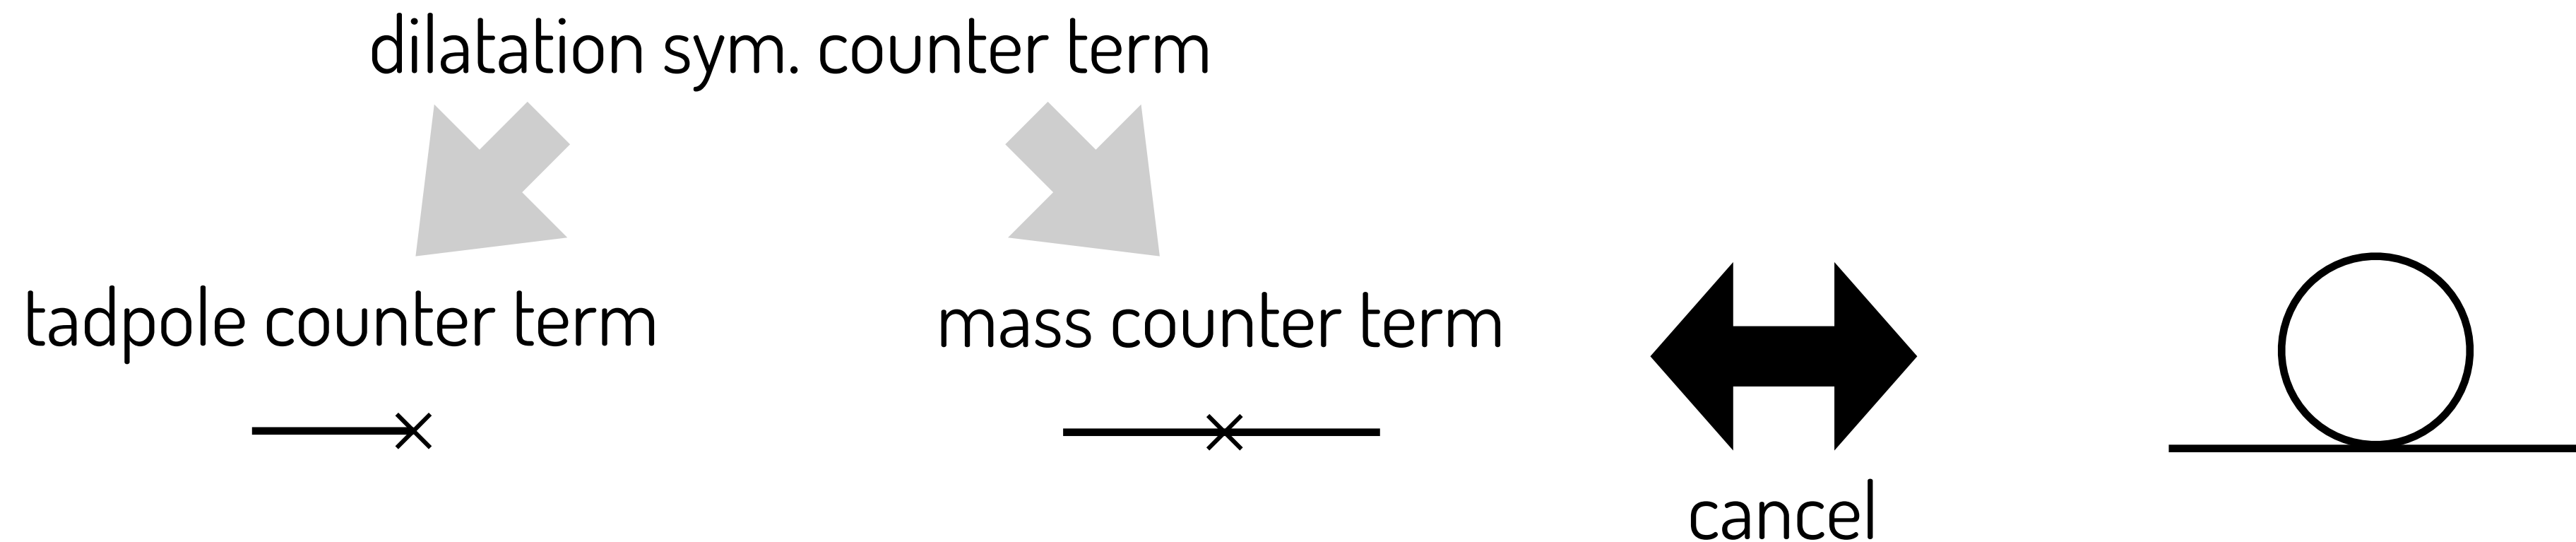 dilatation sym. counter term
tadpole counter term
mass counter term
cancel